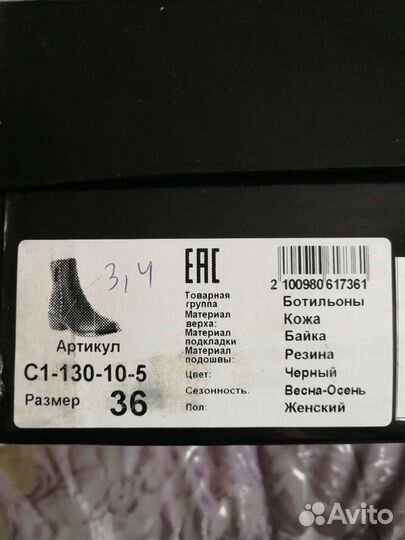 3,4
EAC
2 100980 617361
Артикул
С1-130-10-5
Размер 36
Товарная группа Ботильоны
Материал верха: Кожа
Материал подкладки Байка
Материал подошвы: Резина
Цвет: Черный
Сезонность: Весна-Осень
Пол: Женский
Avito